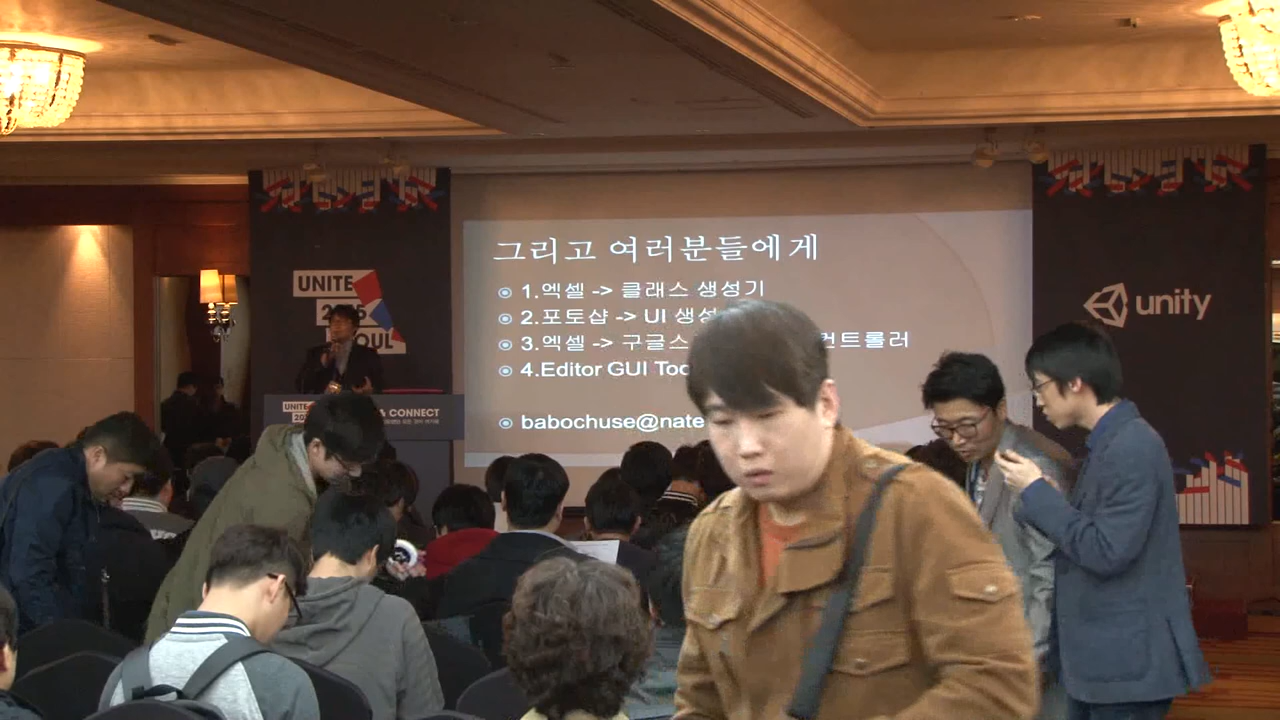 그리고 여러분들에게
1.엑셀 -> 클래스 생성기
2.포토샵 -> UI 생성
3.엑셀 -> 구글스 컨트롤러
4.Editor GUI Too
babochuse@nate
UNITE
SEOUL
unity
UNITE
CONNECT